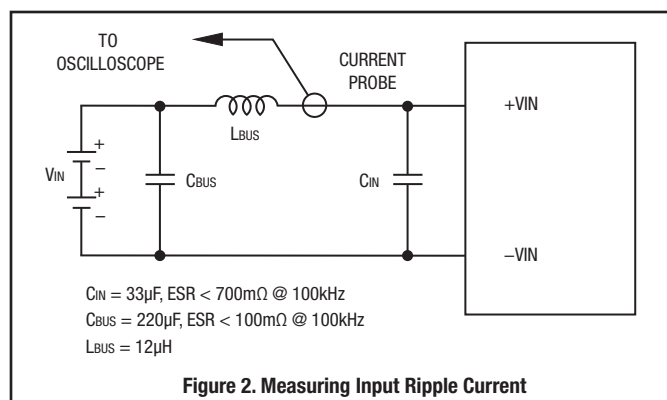 TO
OSCILLOSCOPE
CURRENT
PROBE
+VIN
LBUS
VIN
+
−
+
−
CBUS
CIN
−VIN
CIN = 33µF, ESR < 700mΩ @ 100kHz
CBUS = 220µF, ESR < 100mΩ @ 100kHz
LBUS = 12µH
Figure 2. Measuring Input Ripple Current